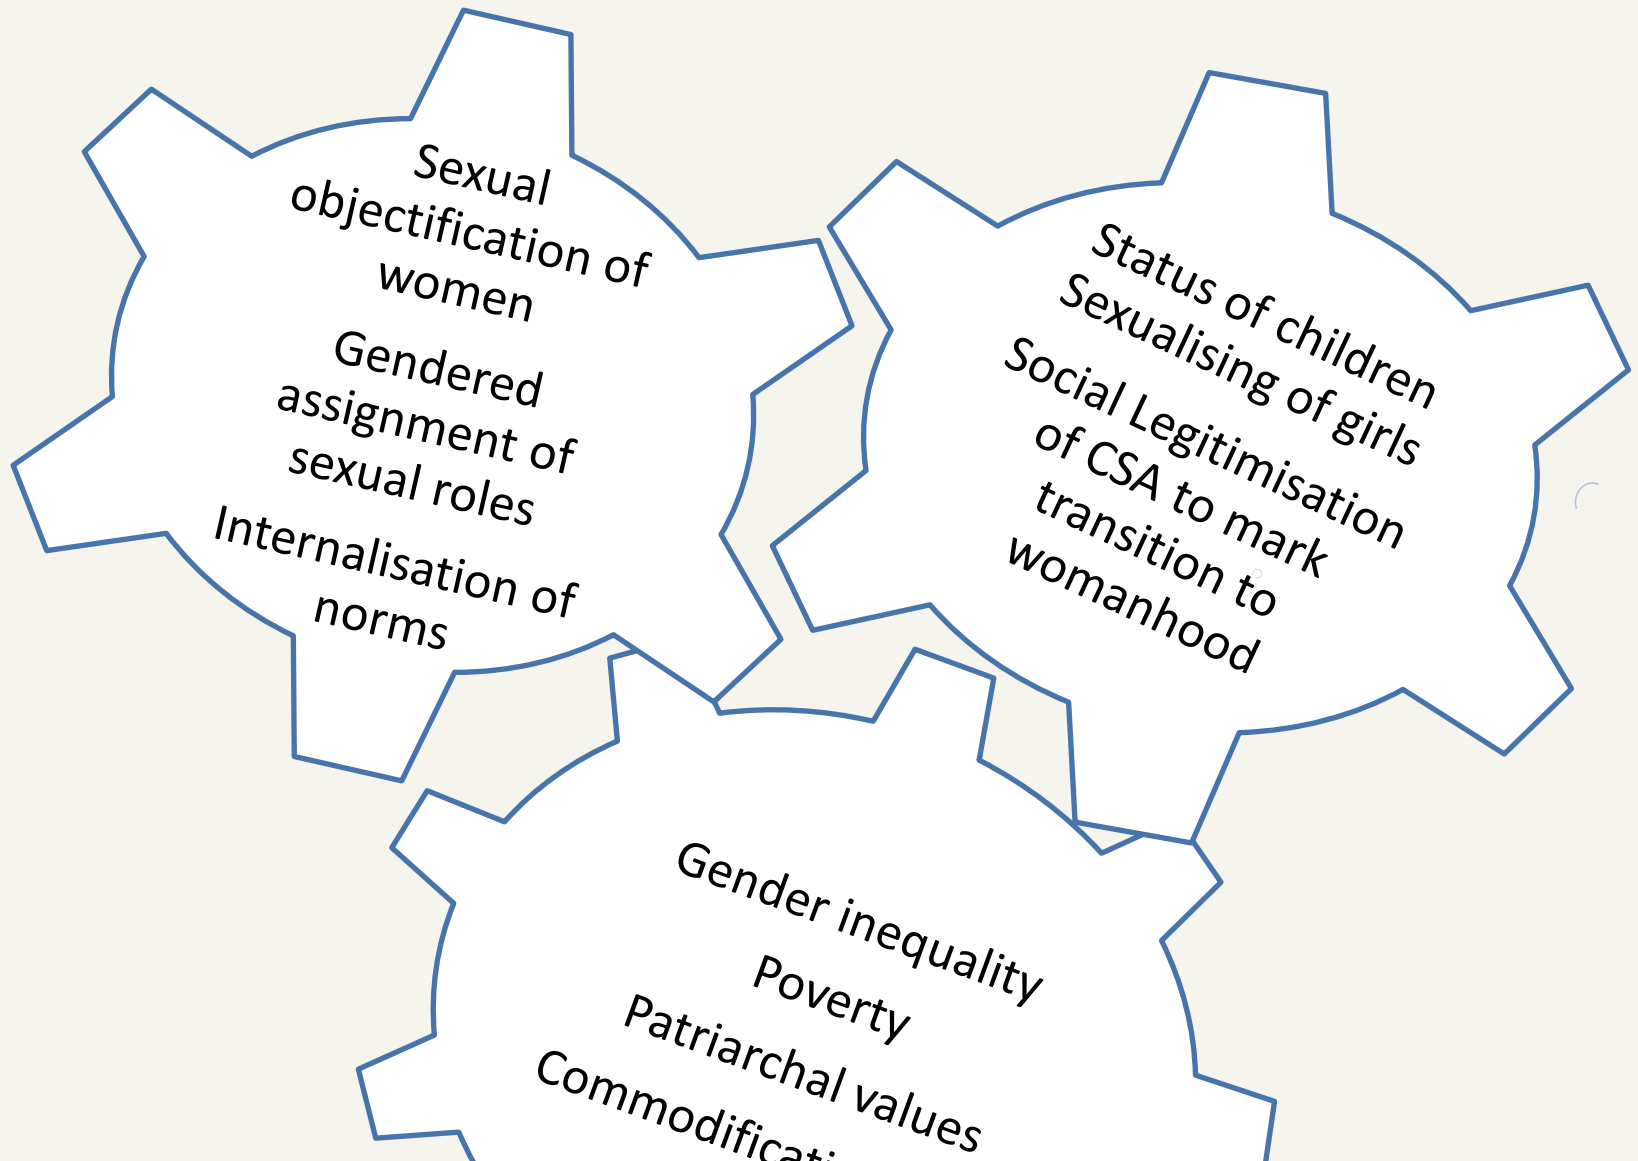 Sexual
objectification of
women
Gendered
assignment of
sexual roles
Internalisation of
norms
Status of children
Sexualising of girls
Social Legitimisation
of CSA to mark
transition to
womanhood
Gender inequality
Poverty
Patriarchal values